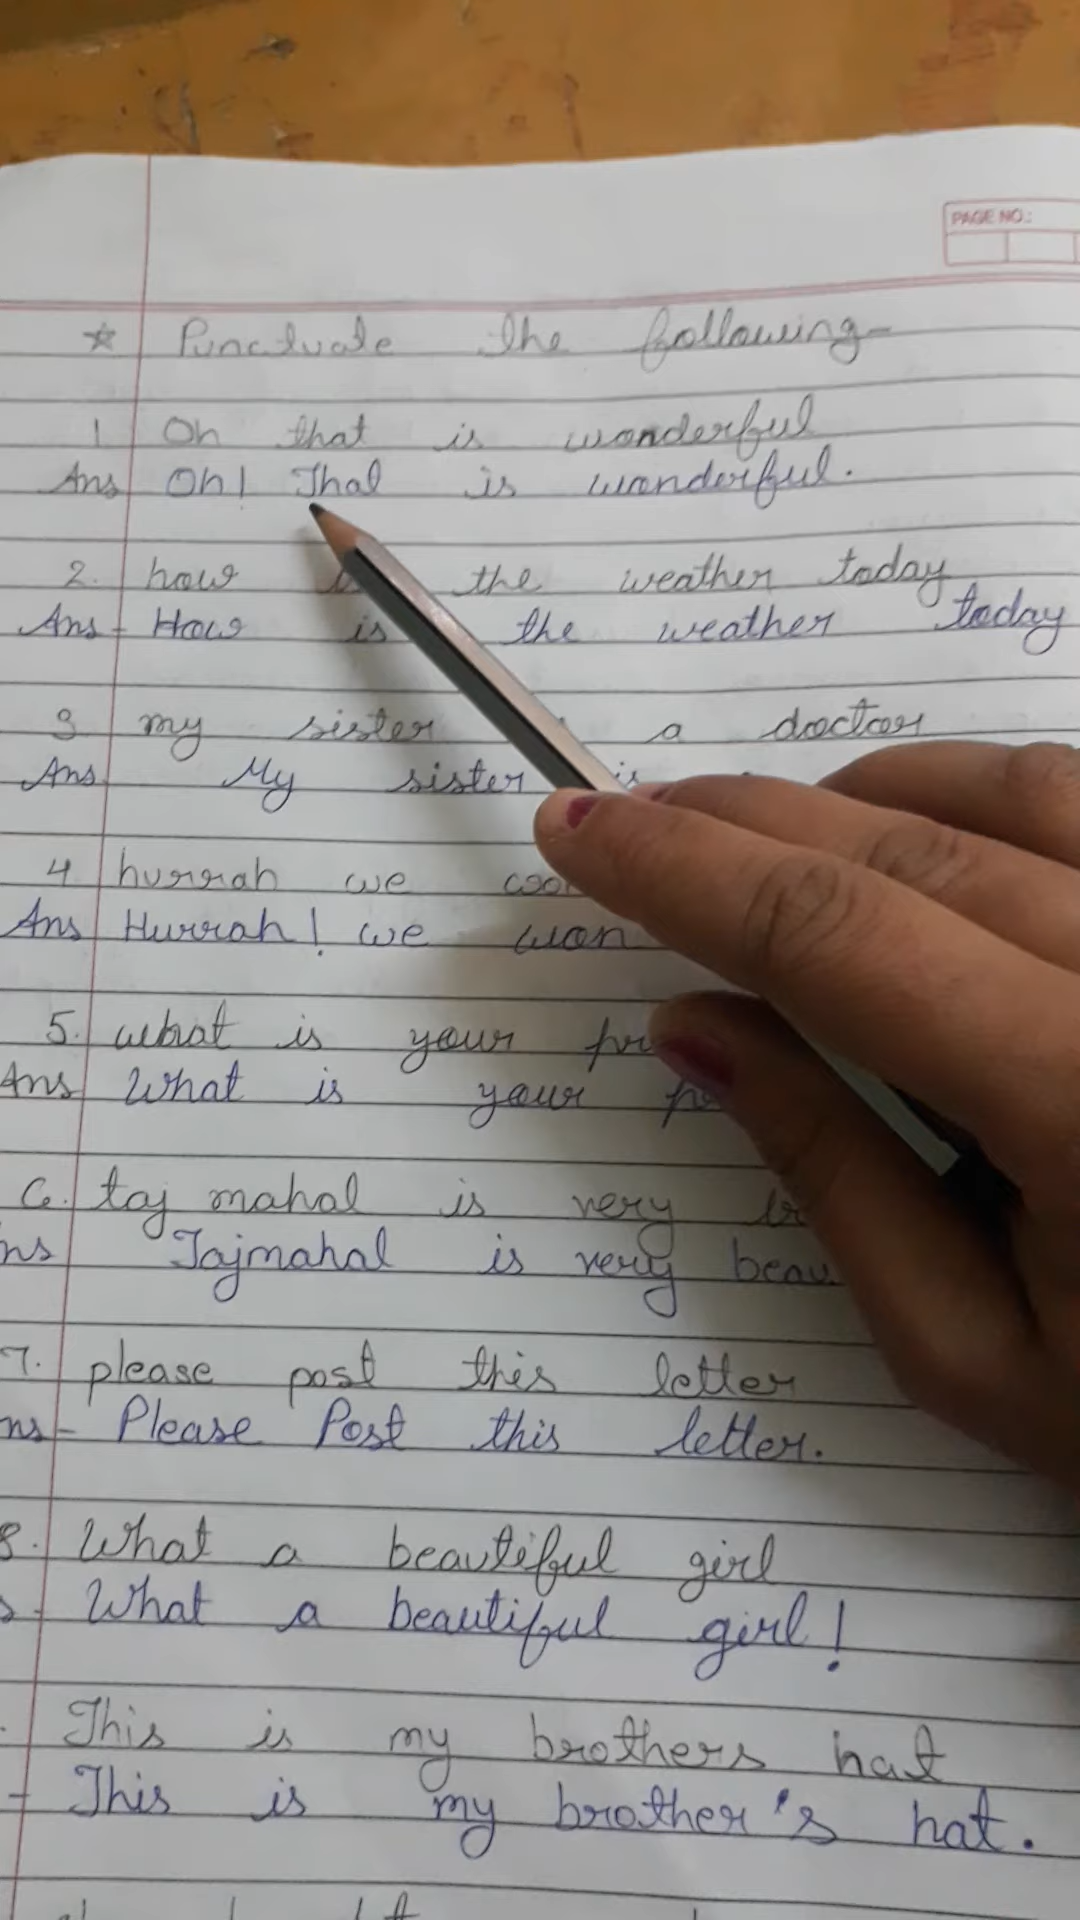 PAGE NO.:
☆ Punctuate the following-
1 Oh that is wonderful
Ans Oh! That is wonderful.
2. how the weather today
Ans- How is the weather today
3 my sister a doctor
Ans My sister is
4 hurrah we
Ans Hurrah! we won
5. what is your
Ans What is your
6. taj mahal is very
ns Tajmahal is very
7. please post this letter
ns- Please Post this letter.
8. What a beautiful girl
What a beautiful girl!
This is my brothers hat
- This is my brother's hat.